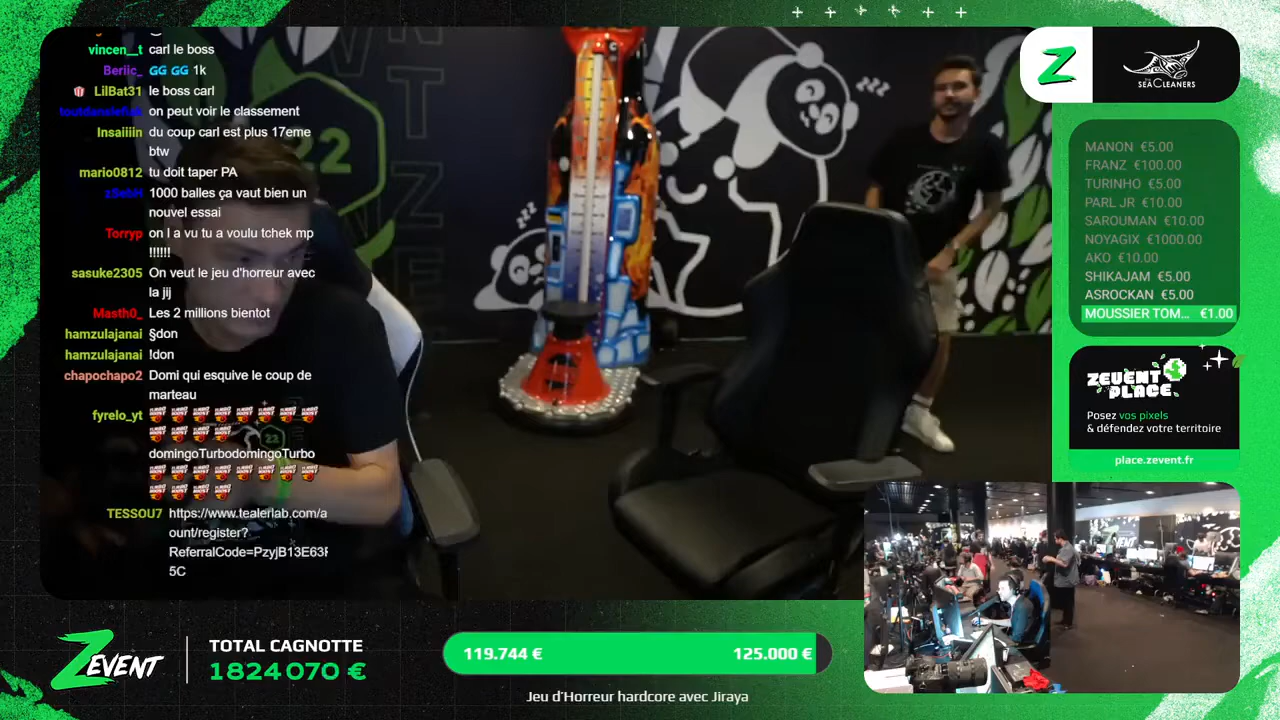 vincen__t carl le boss
Beriic_ GG GG 1k
LilBat31 le boss carl
on peut voir le classement
Insaiiiin du coup carl est plus 17eme
btw
mario0812 tu doit taper PA
zSebH 1000 balles ça vaut bien un
nouvel essai
Torryp on l a vu tu a voulu tchek mp
!!!!!!
sasuke2305 On veut le jeu d'horreur avec
la jij
Masth0_ Les 2 millions bientot
hamzulajanai §don
hamzulajanai !don
chapochapo2 Domi qui esquive le coup de
marteau
fyrelo_yt
domingoTurbodomingoTurbo
TESSOU7 https://www.tealerlab.com/a
ount/register?
ReferralCode=PzyjB13E63F
5C
22
Z
SEACLEANERS
MANON €5.00
FRANZ €100.00
TURINHO €5.00
PARL JR €10.00
SAROUMAN €10.00
NOYAGIX €1000.00
AKO €10.00
SHIKAJAM €5.00
ASROCKAN €5.00
MOUSSIER TOM... €1.00
ZEVENT
PLACE
Posez vos pixels
& défendez votre territoire
place.zevent.fr
ZEVENT
TOTAL CAGNOTTE
1 824 070 €
119.744 € 125.000 €
Jeu d'Horreur hardcore avec Jiraya